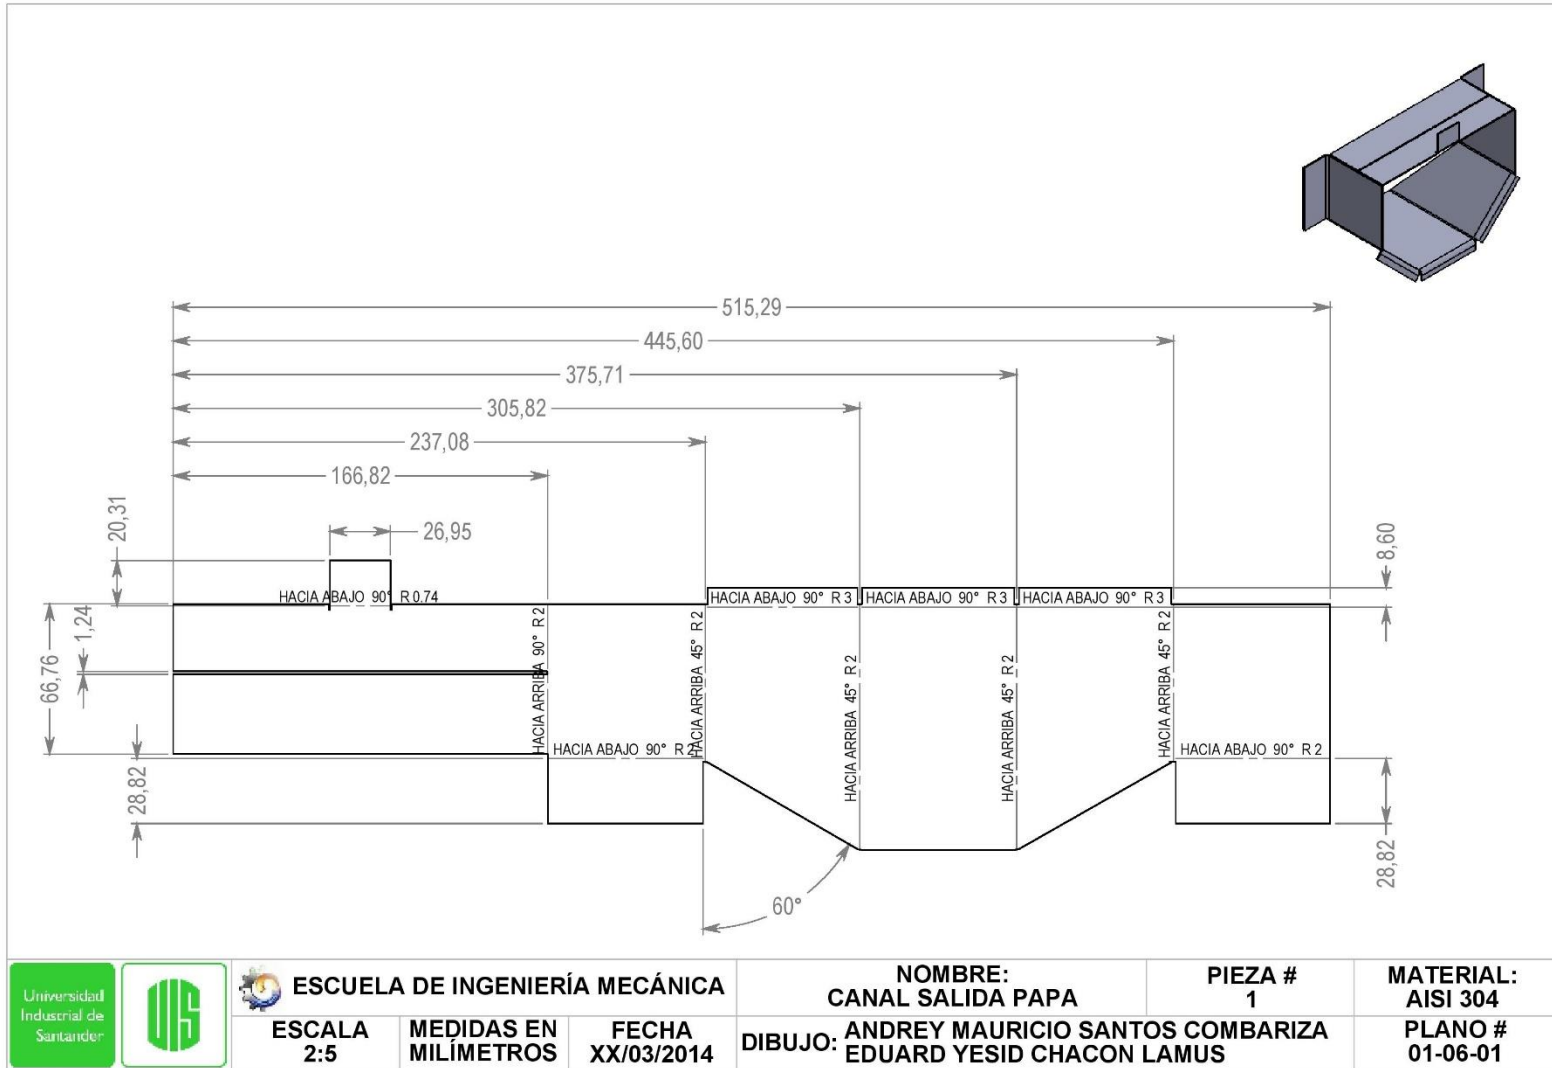 515,29
445,60
375,71
305,82
237,08
166,82
20,31
26,95
8,60
HACIA ABAJO 90° R 0.74
HACIA ABAJO 90° R 3
HACIA ABAJO 90° R 3
HACIA ABAJO 90° R 3
1,24
66,76
HACIA ARRIBA 90° R 2
HACIA ARRIBA 45° R 2
HACIA ARRIBA 45° R 2
HACIA ARRIBA 45° R 2
HACIA ARRIBA 45° R 2
HACIA ABAJO 90° R 2
HACIA ABAJO 90° R 2
28,82
28,82
60°
Universidad
Industrial de
Santander
UIS
ESCUELA DE INGENIERÍA MECÁNICA
ESCALA
2:5
MEDIDAS EN
MILÍMETROS
FECHA
XX/03/2014
NOMBRE:
CANAL SALIDA PAPA
PIEZA #
1
MATERIAL:
AISI 304
DIBUJO: ANDREY MAURICIO SANTOS COMBARIZA
EDUARD YESID CHACON LAMUS
PLANO #
01-06-01